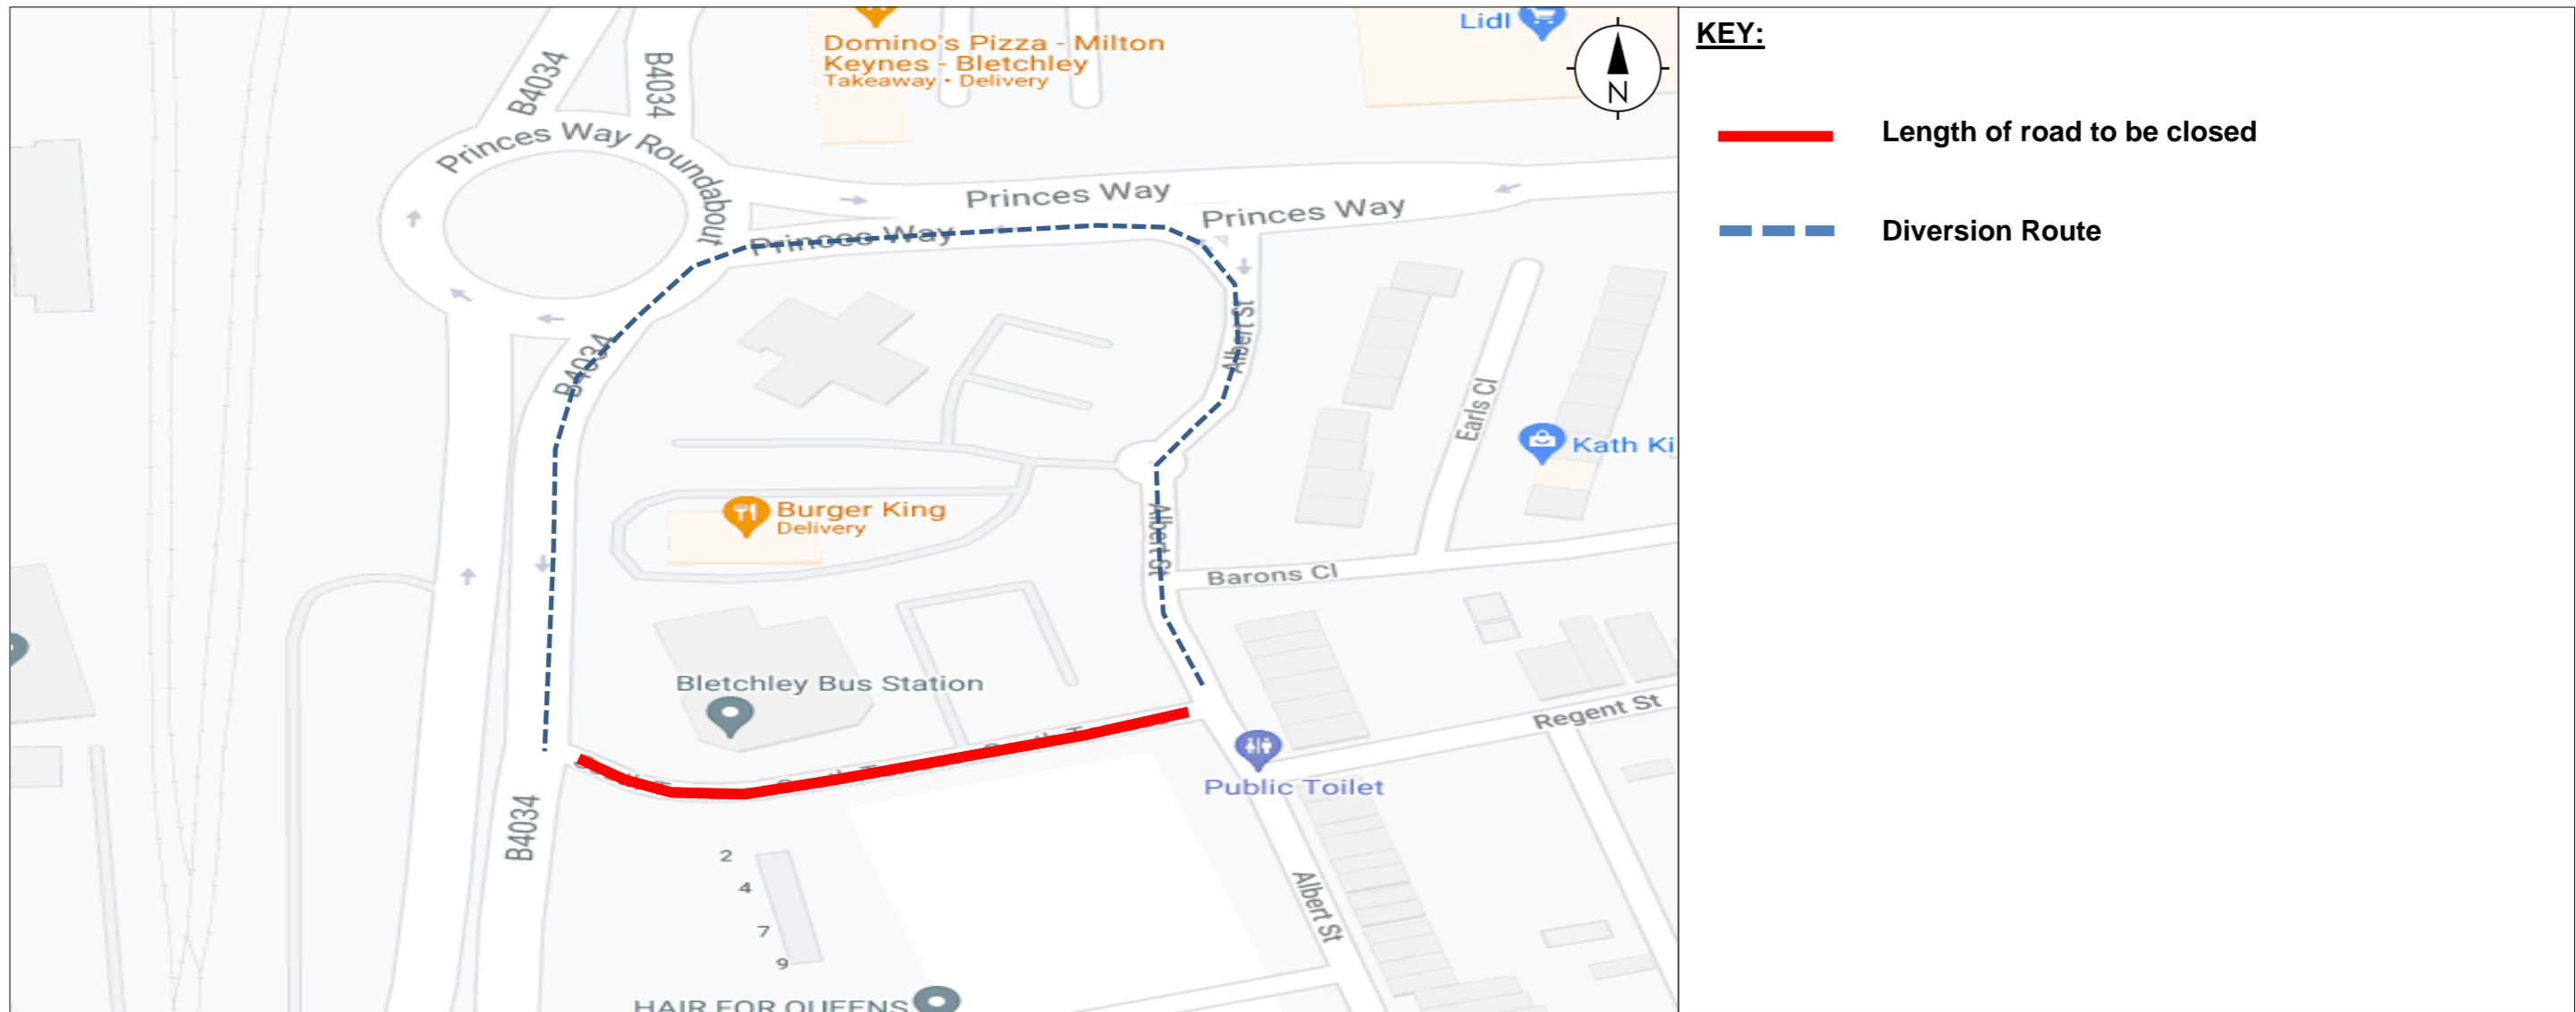 KEY:
Length of road to be closed
Diversion Route
Lidl
Domino's Pizza - Milton
Keynes - Bletchley
Takeaway • Delivery
N
B4034
B4034
Princes Way Roundabout
Princes Way
Princes Way
Princes Way
B4034
Albert St
Earls Cl
Kath Ki
Burger King
Delivery
Albert St
Barons Cl
Bletchley Bus Station
Regent St
Public Toilet
B4034
2
4
7
9
Albert St
HAIR FOR QUEENS